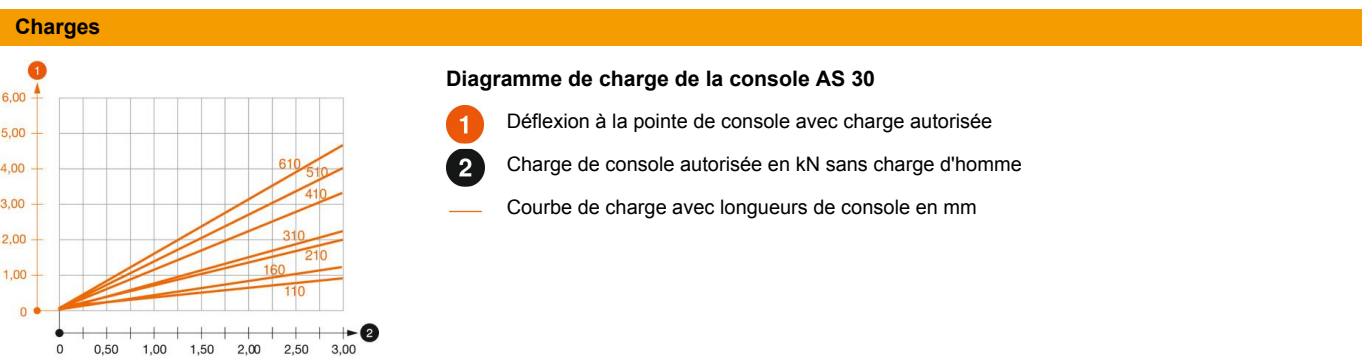 Charges
1
6,00
5,00
4,00
3,00
2,00
1,00
0
610
510
410
310
210
160
110
2
0 0,50 1,00 1,50 2,00 2,50 3,00
Diagramme de charge de la console AS 30
1 Déflexion à la pointe de console avec charge autorisée
2 Charge de console autorisée en kN sans charge d'homme
Courbe de charge avec longueurs de console en mm